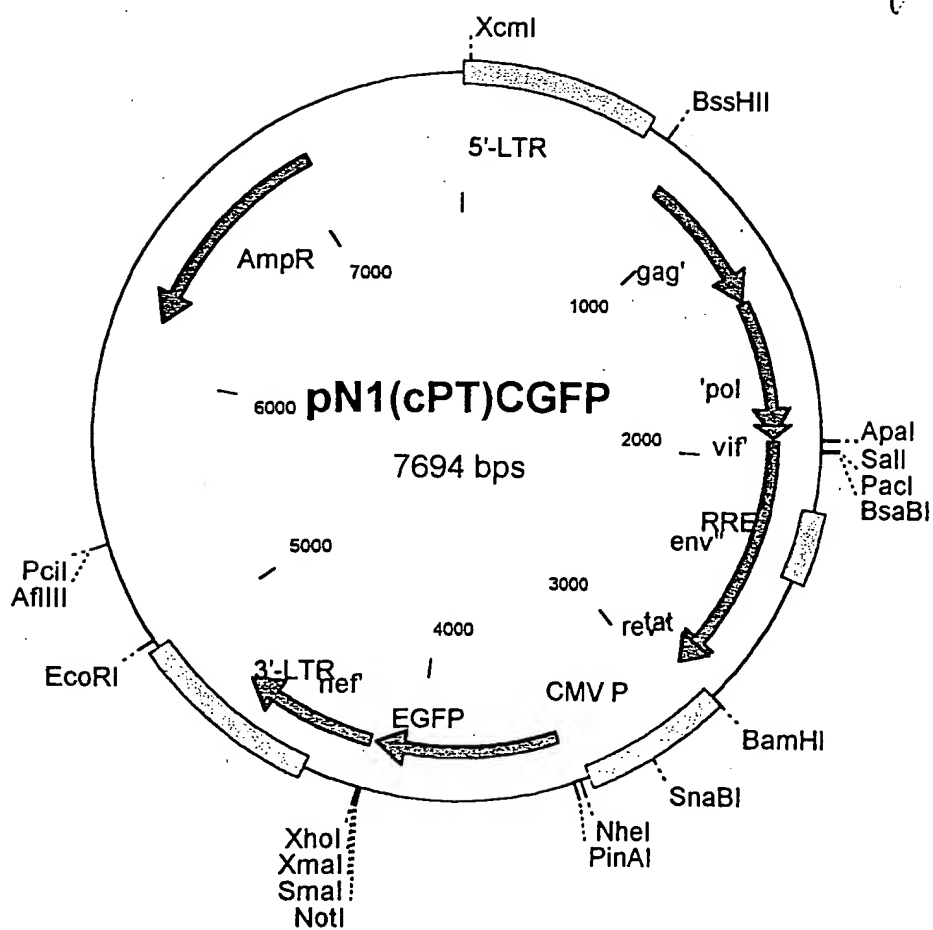 XcmI
BssHII
5'-LTR
AmpR
7000
gag'
1000
pN1(cPT)CGFP
7694 bps
'pol
6000
2000
vif'
ApaI
SalI
PacI
BsaBI
RRE
env''
5000
3000
PciI
AflIII
rev
tat
4000
EcoRI
3'-LTR
nef'
EGFP
CMV P
BamHI
SnaBI
XhoI
XmaI
SmaI
NotI
NheI
PinAI